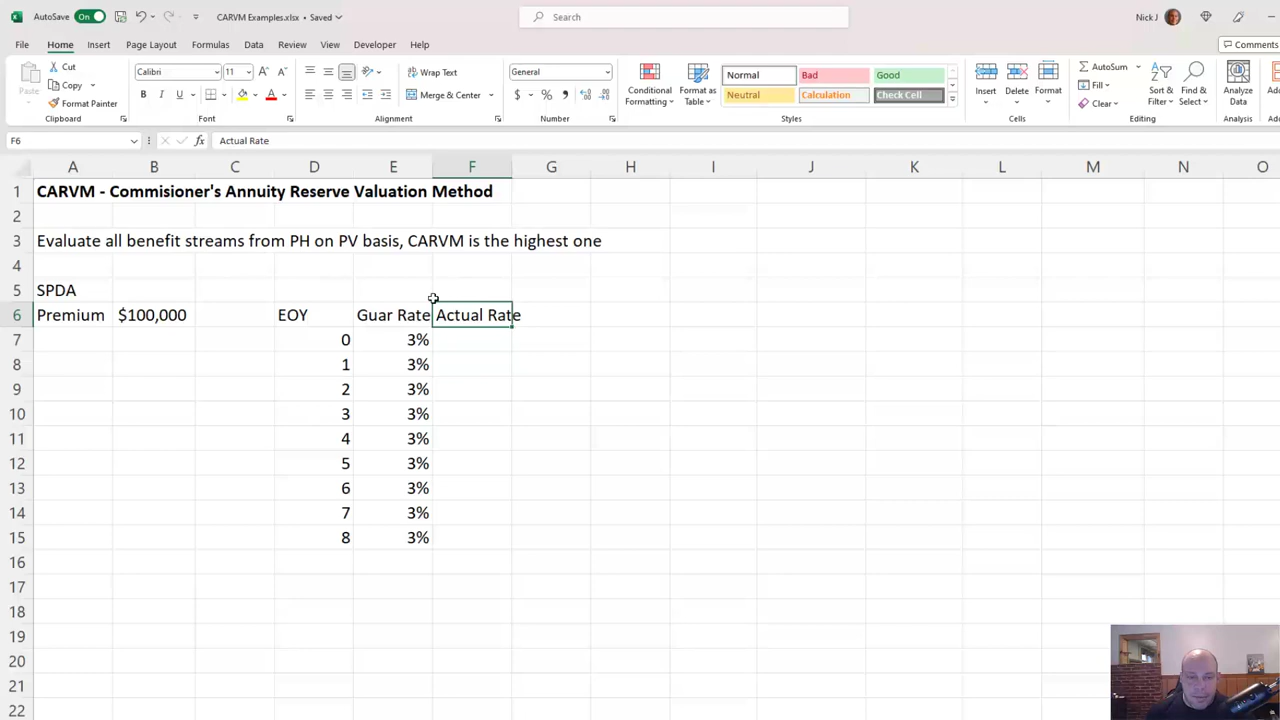 AutoSave On CARVM Examples.xlsx • Saved Search Nick J
File Home Insert Page Layout Formulas Data Review View Developer Help Comments
Paste Cut Copy Format Painter Clipboard
Calibri 11 A A B I U A Font
Wrap Text Merge & Center Alignment
General $ % , Number
Conditional Formatting Format as Table Normal Bad Good Neutral Calculation Check Cell Styles
Insert Delete Format Cells
AutoSum Fill Clear Sort & Filter Find & Select Editing
Analyze Data Analysis
F6 fx Actual Rate
A B C D E F G H I J K L M N O
1 CARVM - Commisioner's Annuity Reserve Valuation Method
2
3 Evaluate all benefit streams from PH on PV basis, CARVM is the highest one
4
5 SPDA
6 Premium $100,000 EOY Guar Rate Actual Rate
7 0 3%
8 1 3%
9 2 3%
10 3 3%
11 4 3%
12 5 3%
13 6 3%
14 7 3%
15 8 3%
16
17
18
19
20
21
22